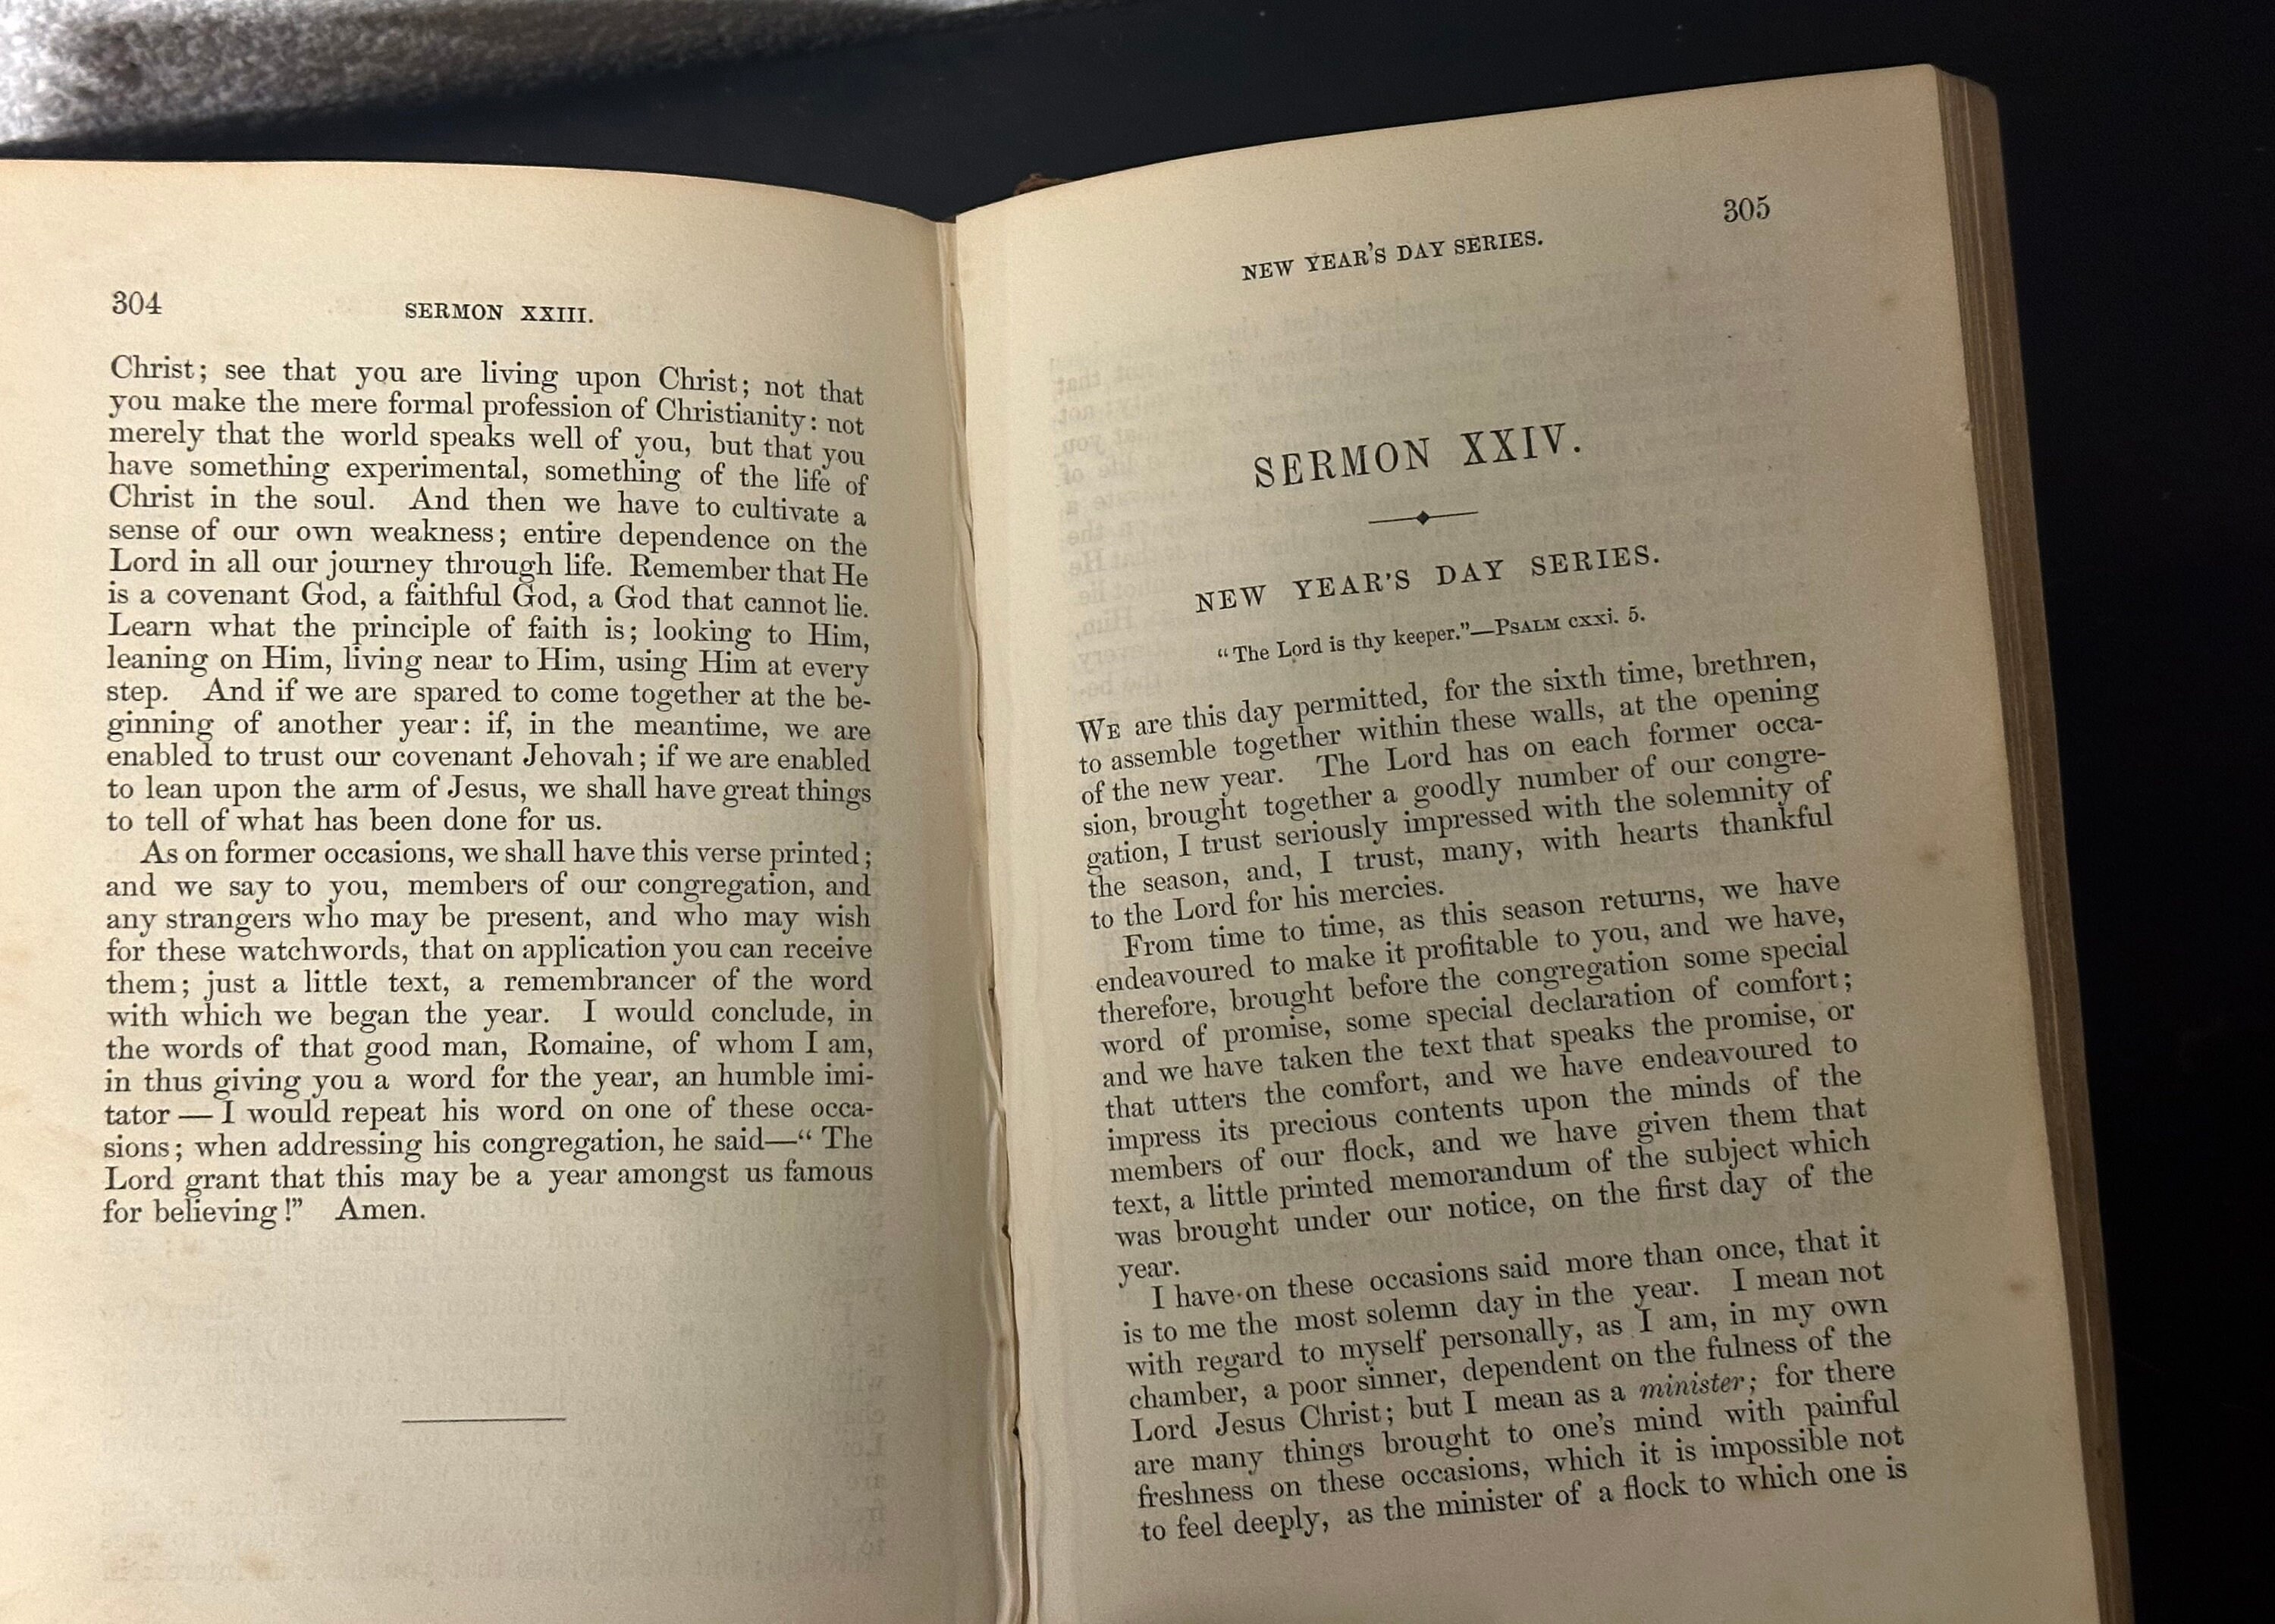 304
SERMON XXIII.
Christ; see that you are living upon Christ; not that
you make the mere formal profession of Christianity: not
merely that the world speaks well of you, but that you
have something experimental, something of the life of
Christ in the soul. And then we have to cultivate a
sense of our own weakness; entire dependence on the
Lord in all our journey through life. Remember that He
is a covenant God, a faithful God, a God that cannot lie.
Learn what the principle of faith is; looking to Him,
leaning on Him, living near to Him, using Him at every
step. And if we are spared to come together at the be-
ginning of another year: if, in the meantime, we are
enabled to trust our covenant Jehovah; if we are enabled
to lean upon the arm of Jesus, we shall have great things
to tell of what has been done for us.
As on former occasions, we shall have this verse printed;
and we say to you, members of our congregation, and
any strangers who may be present, and who may wish
for these watchwords, that on application you can receive
them; just a little text, a remembrancer of the word
with which we began the year. I would conclude, in
the words of that good man, Romaine, of whom I am,
in thus giving you a word for the year, an humble imi-
tator — I would repeat his word on one of these occa-
sions; when addressing his congregation, he said—“ The
Lord grant that this may be a year amongst us famous
for believing!” Amen.
305
NEW YEAR'S DAY SERIES.
SERMON XXIV.
NEW YEAR'S DAY SERIES.
“The Lord is thy keeper.”—PSALM cxxi. 5.
WE are this day permitted, for the sixth time, brethren,
to assemble together within these walls, at the opening
of the new year. The Lord has on each former occa-
sion, brought together a goodly number of our congre-
gation, I trust seriously impressed with the solemnity of
the season, and, I trust, many, with hearts thankful
to the Lord for his mercies.
From time to time, as this season returns, we have
endeavoured to make it profitable to you, and we have,
therefore, brought before the congregation some special
word of promise, some special declaration of comfort;
and we have taken the text that speaks the promise, or
that utters the comfort, and we have endeavoured to
impress its precious contents upon the minds of the
members of our flock, and we have given them that
text, a little printed memorandum of the subject which
was brought under our notice, on the first day of the
year.
I have on these occasions said more than once, that it
is to me the most solemn day in the year. I mean not
with regard to myself personally, as I am, in my own
chamber, a poor sinner, dependent on the fulness of the
Lord Jesus Christ; but I mean as a minister; for there
are many things brought to one's mind with painful
freshness on these occasions, which it is impossible not
to feel deeply, as the minister of a flock to which one is